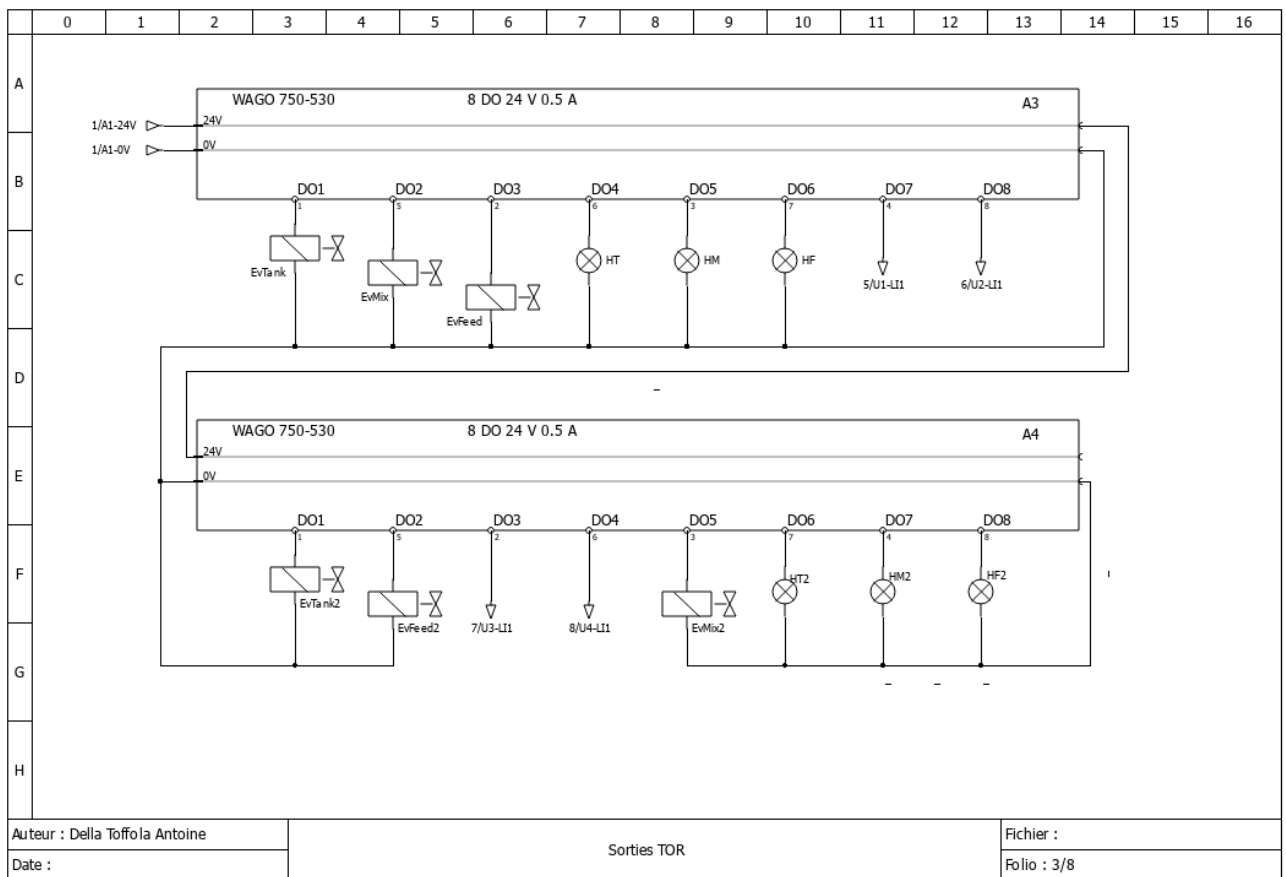 0 1 2 3 4 5 6 7 8 9 10 11 12 13 14 15 16
A
WAGO 750-530 8 DO 24 V 0.5 A A3
1/A1-24V 24V
1/A1-0V 0V
B
DO1 DO2 DO3 DO4 DO5 DO6 DO7 DO8
1 5 2 6 3 7 4 8
C
EvTank EvMix EvFeed HT HM HF 5/U1-LI1 6/U2-LI1
D
WAGO 750-530 8 DO 24 V 0.5 A A4
24V
E
0V
DO1 DO2 DO3 DO4 DO5 DO6 DO7 DO8
1 5 2 6 3 7 4 8
F
EvTank2 EvFeed2 7/U3-LI1 8/U4-LI1 EvMix2 HT2 HM2 HF2
G
H
Auteur : Della Toffola Antoine
Date :
Sorties TOR
Fichier :
Folio : 3/8